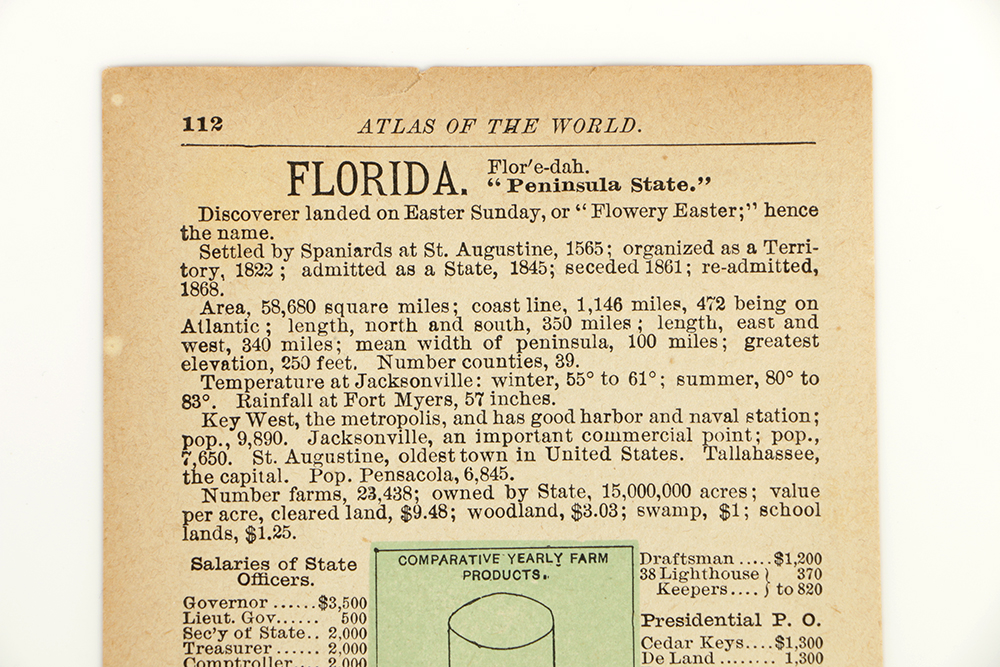 112
ATLAS OF THE WORLD.
FLORIDA.
Flor'e-dah.
“Peninsula State.”
Discoverer landed on Easter Sunday, or “Flowery Easter;” hence
the name.
Settled by Spaniards at St. Augustine, 1565; organized as a Terri-
tory, 1822; admitted as a State, 1845; seceded 1861; re-admitted,
1868.
Area, 58,680 square miles; coast line, 1,146 miles, 472 being on
Atlantic; length, north and south, 350 miles; length, east and
west, 340 miles; mean width of peninsula, 100 miles; greatest
elevation, 250 feet. Number counties, 39.
Temperature at Jacksonville: winter, 55° to 61°; summer, 80° to
83°. Rainfall at Fort Myers, 57 inches.
Key West, the metropolis, and has good harbor and naval station;
pop., 9,890. Jacksonville, an important commercial point; pop.,
7,650. St. Augustine, oldest town in United States. Tallahassee,
the capital. Pop. Pensacola, 6,845.
Number farms, 23,438; owned by State, 15,000,000 acres; value
per acre, cleared land, $9.48; woodland, $3.03; swamp, $1; school
lands, $1.25.
Salaries of State
Officers.
Governor ......$3,500
Lieut. Gov...... 500
Sec'y of State.. 2,000
Treasurer ...... 2,000
Comptroller.... 2,000
COMPARATIVE YEARLY FARM
PRODUCTS.
Draftsman .....$1,200
38 Lighthouse } 370
Keepers.... } to 820
Presidential P. O.
Cedar Keys....$1,300
De Land ........ 1,300